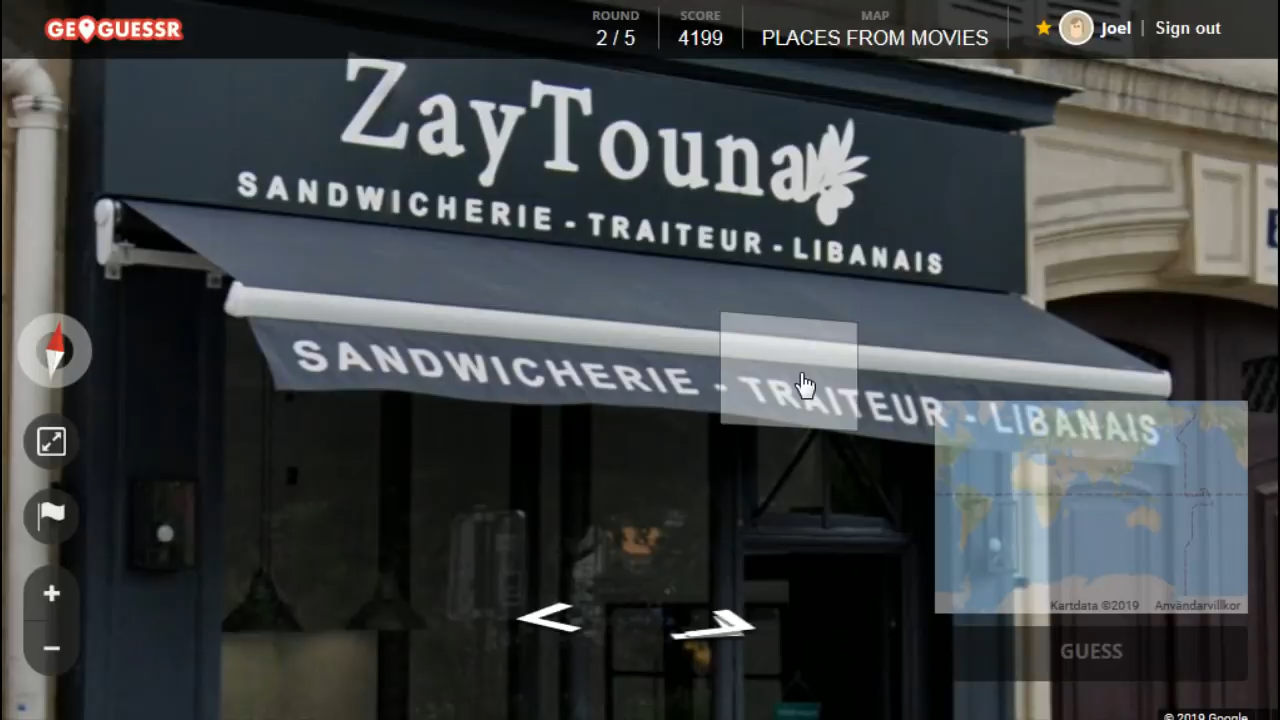 GEOGUESSR
ROUND
2 / 5
SCORE
4199
MAP
PLACES FROM MOVIES
Joel
Sign out
ZayTouna
SANDWICHERIE - TRAITEUR - LIBANAIS
SANDWICHERIE - TRAITEUR - LIBANAIS
Kartdata ©2019
Användarvillkor
GUESS
© 2019 Google